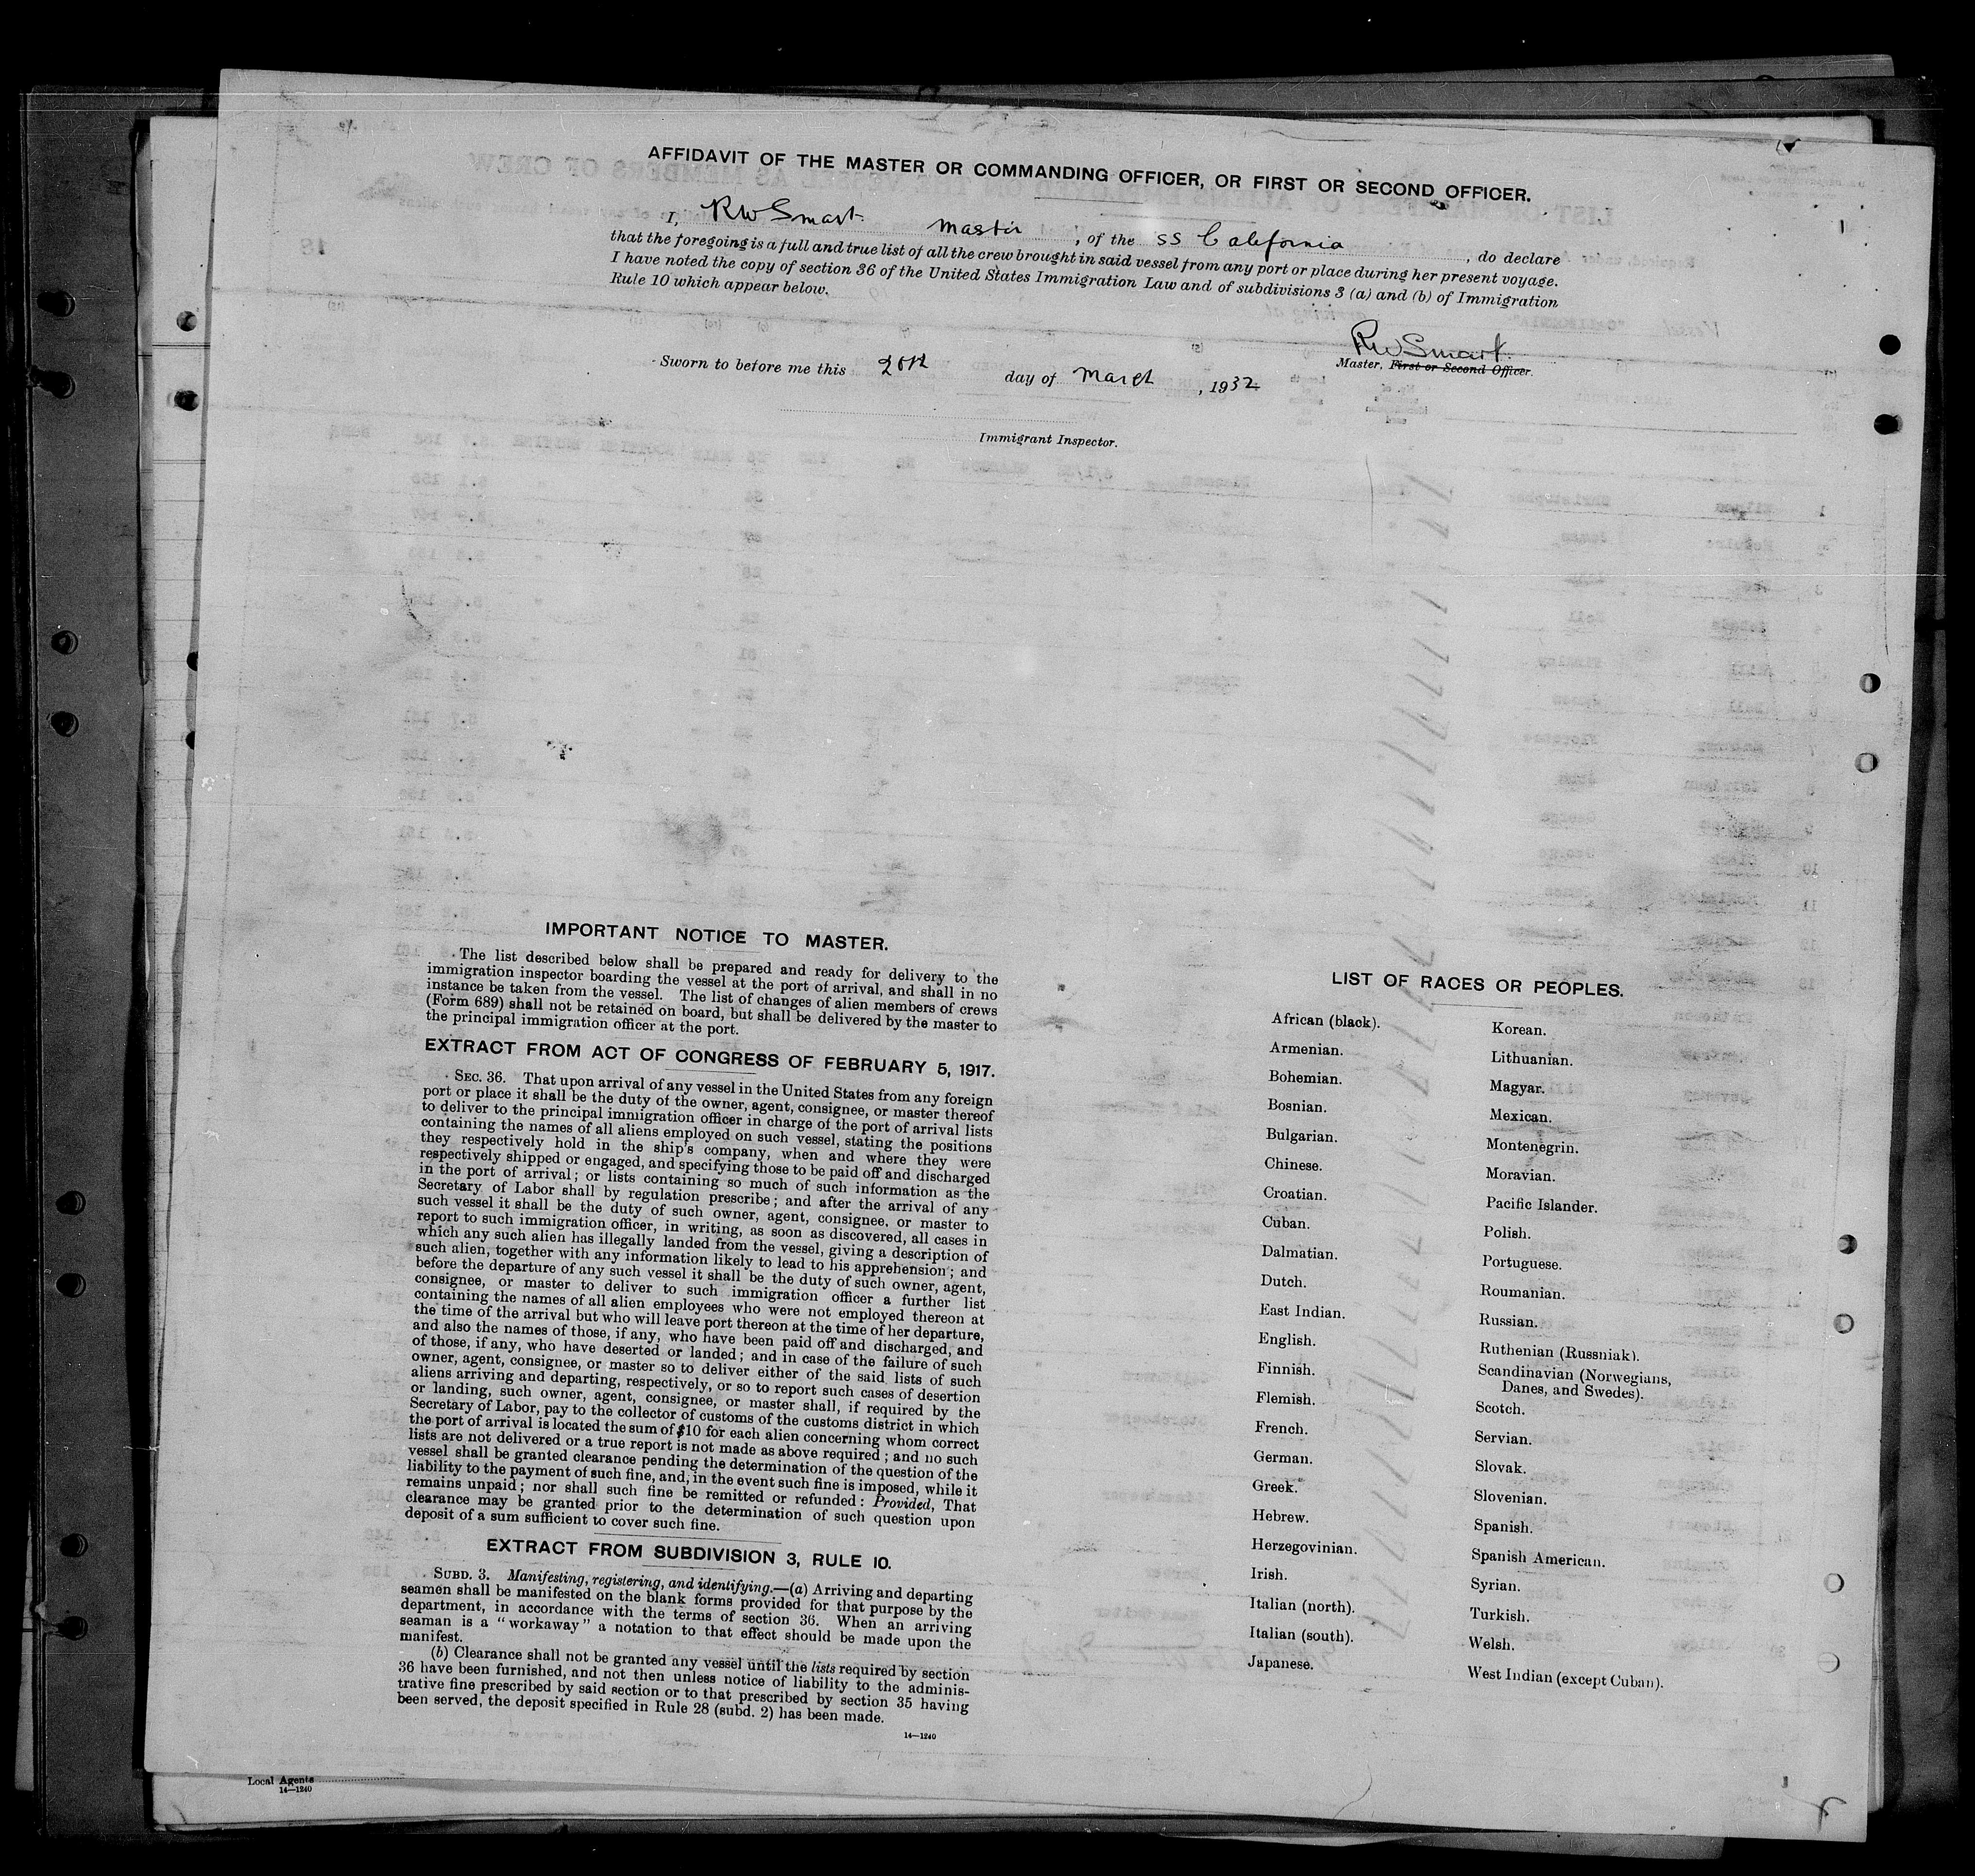 AFFIDAVIT OF THE MASTER OR COMMANDING OFFICER, OR FIRST OR SECOND OFFICER.
I, RW Smart Master, of the SS California, do declare
that the foregoing is a full and true list of all the crew brought in said vessel from any port or place during her present voyage.
I have noted the copy of section 36 of the United States Immigration Law and of subdivisions 3 (a) and (b) of Immigration
Rule 10 which appear below.
RW Smart
Master, First or Second Officer.
Sworn to before me this day of March, 1932
Immigrant Inspector.
IMPORTANT NOTICE TO MASTER.
The list described below shall be prepared and ready for delivery to the
immigration inspector boarding the vessel at the port of arrival, and shall in no
instance be taken from the vessel. The list of changes of alien members of crews
(Form 689) shall not be retained on board, but shall be delivered by the master to
the principal immigration officer at the port.
EXTRACT FROM ACT OF CONGRESS OF FEBRUARY 5, 1917.
SEC. 36. That upon arrival of any vessel in the United States from any foreign
port or place it shall be the duty of the owner, agent, consignee, or master thereof
to deliver to the principal immigration officer in charge of the port of arrival lists
containing the names of all aliens employed on such vessel, stating the positions
they respectively hold in the ship's company, when and where they were
respectively shipped or engaged, and specifying those to be paid off and discharged
in the port of arrival; or lists containing so much of such information as the
Secretary of Labor shall by regulation prescribe; and after the arrival of any
such vessel it shall be the duty of such owner, agent, consignee, or master to
report to such immigration officer, in writing, as soon as discovered, all cases in
which any such alien has illegally landed from the vessel, giving a description of
such alien, together with any information likely to lead to his apprehension; and
before the departure of any such vessel it shall be the duty of such owner, agent,
consignee, or master to deliver to such immigration officer a further list
containing the names of all alien employees who were not employed thereon at
the time of the arrival but who will leave port thereon at the time of her departure,
and also the names of those, if any, who have been paid off and discharged, and
of those, if any, who have deserted or landed; and in case of the failure of such
owner, agent, consignee, or master so to deliver either of the said lists of such
aliens arriving and departing, respectively, or so to report such cases of desertion
or landing, such owner, agent, consignee, or master shall, if required by the
Secretary of Labor, pay to the collector of customs of the customs district in which
the port of arrival is located the sum of $10 for each alien concerning whom correct
lists are not delivered or a true report is not made as above required; and no such
vessel shall be granted clearance pending the determination of the question of the
liability to the payment of such fine, and, in the event such fine is imposed, while it
remains unpaid; nor shall such fine be remitted or refunded: Provided, That
clearance may be granted prior to the determination of such question upon
deposit of a sum sufficient to cover such fine.
EXTRACT FROM SUBDIVISION 3, RULE 10.
SUBD. 3. Manifesting, registering, and identifying.—(a) Arriving and departing
seamen shall be manifested on the blank forms provided for that purpose by the
department, in accordance with the terms of section 36. When an arriving
seaman is a "workaway" a notation to that effect should be made upon the
manifest.
(b) Clearance shall not be granted any vessel until the lists required by section
36 have been furnished, and not then unless notice of liability to the adminis-
trative fine prescribed by said section or to that prescribed by section 35 having
been served, the deposit specified in Rule 28 (subd. 2) has been made.
14—1240
LIST OF RACES OR PEOPLES.
African (black).
Armenian.
Bohemian.
Bosnian.
Bulgarian.
Chinese.
Croatian.
Cuban.
Dalmatian.
Dutch.
East Indian.
English.
Finnish.
Flemish.
French.
German.
Greek.
Hebrew.
Herzegovinian.
Irish.
Italian (north).
Italian (south).
Japanese.
Korean.
Lithuanian.
Magyar.
Mexican.
Montenegrin.
Moravian.
Pacific Islander.
Polish.
Portuguese.
Roumanian.
Russian.
Ruthenian (Russniak).
Scandinavian (Norwegians,
Danes, and Swedes).
Scotch.
Servian.
Slovak.
Slovenian.
Spanish.
Spanish American.
Syrian.
Turkish.
Welsh.
West Indian (except Cuban).
Local Agents
14—1240